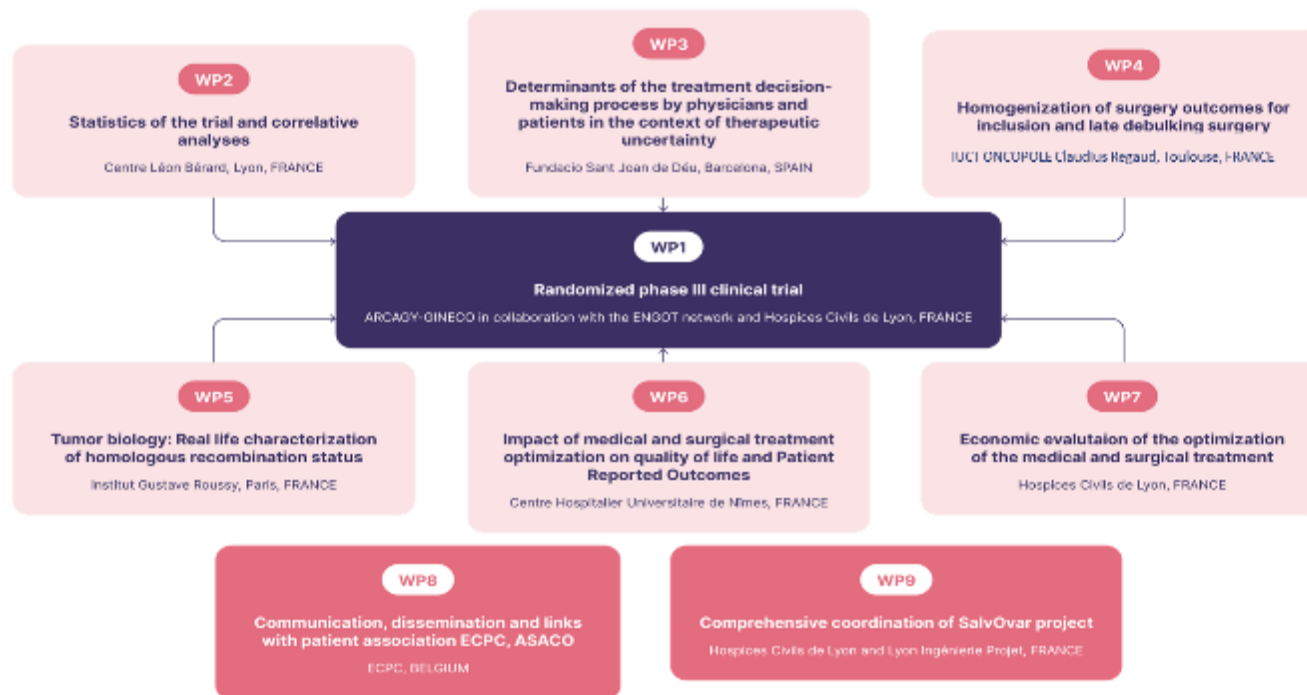 WP2
Statistics of the trial and correlative
analyses
Centre Léon Bérard, Lyon, FRANCE
WP3
Determinants of the treatment decision-
making process by physicians and
patients in the context of therapeutic
uncertainty
Fundacio Sant Joan de Déu, Barcelona, SPAIN
WP4
Homogenization of surgery outcomes for
inclusion and late debulking surgery
IUCT ONCOPOLE Claudius Regaud, Toulouse, FRANCE
WP1
Randomized phase III clinical trial
ARCAGY-GINECO in collaboration with the ENGOT network and Hospices Civils de Lyon, FRANCE
WP5
Tumor biology: Real life characterization
of homologous recombination status
Institut Gustave Roussy, Paris, FRANCE
WP6
Impact of medical and surgical treatment
optimization on quality of life and Patient
Reported Outcomes
Centre Hospitalier Universitaire de Nîmes, FRANCE
WP7
Economic evalutaion of the optimization
of the medical and surgical treatment
Hospices Civils de Lyon, FRANCE
WP8
Communication, dissemination and links
with patient association ECPC, ASACO
ECPC, BELGIUM
WP9
Comprehensive coordination of SalvOvar project
Hospices Civils de Lyon and Lyon Ingénierie Projet, FRANCE